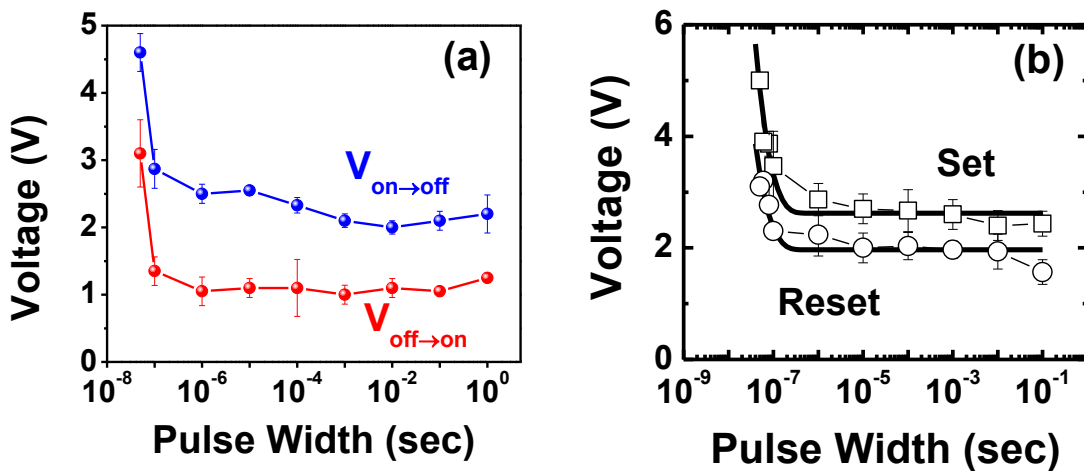 (a)
Voltage (V)
5
4
3
2
1
0
V on→off
V off→on
10⁻⁸ 10⁻⁶ 10⁻⁴ 10⁻² 10⁰
Pulse Width (sec)
(b)
Voltage (V)
6
4
2
0
Set
Reset
10⁻⁹ 10⁻⁷ 10⁻⁵ 10⁻³ 10⁻¹
Pulse Width (sec)